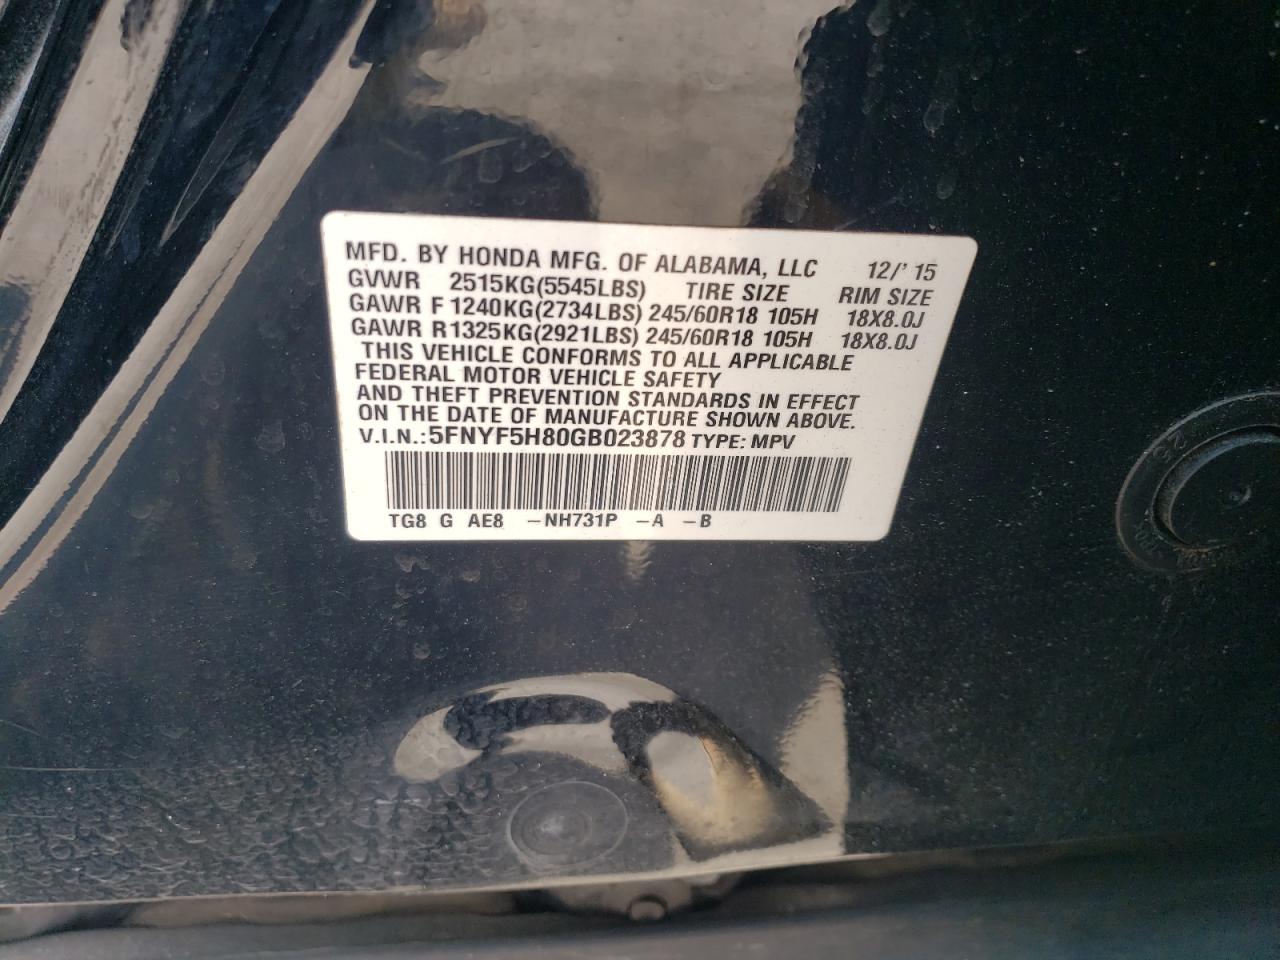 MFD. BY HONDA MFG. OF ALABAMA, LLC 12/' 15
GVWR 2515KG(5545LBS) TIRE SIZE RIM SIZE
GAWR F 1240KG(2734LBS) 245/60R18 105H 18X8.0J
GAWR R1325KG(2921LBS) 245/60R18 105H 18X8.0J
THIS VEHICLE CONFORMS TO ALL APPLICABLE
FEDERAL MOTOR VEHICLE SAFETY
AND THEFT PREVENTION STANDARDS IN EFFECT
ON THE DATE OF MANUFACTURE SHOWN ABOVE.
V.I.N.:5FNYF5H80GB023878 TYPE: MPV
TG8 G AE8 -NH731P -A -B